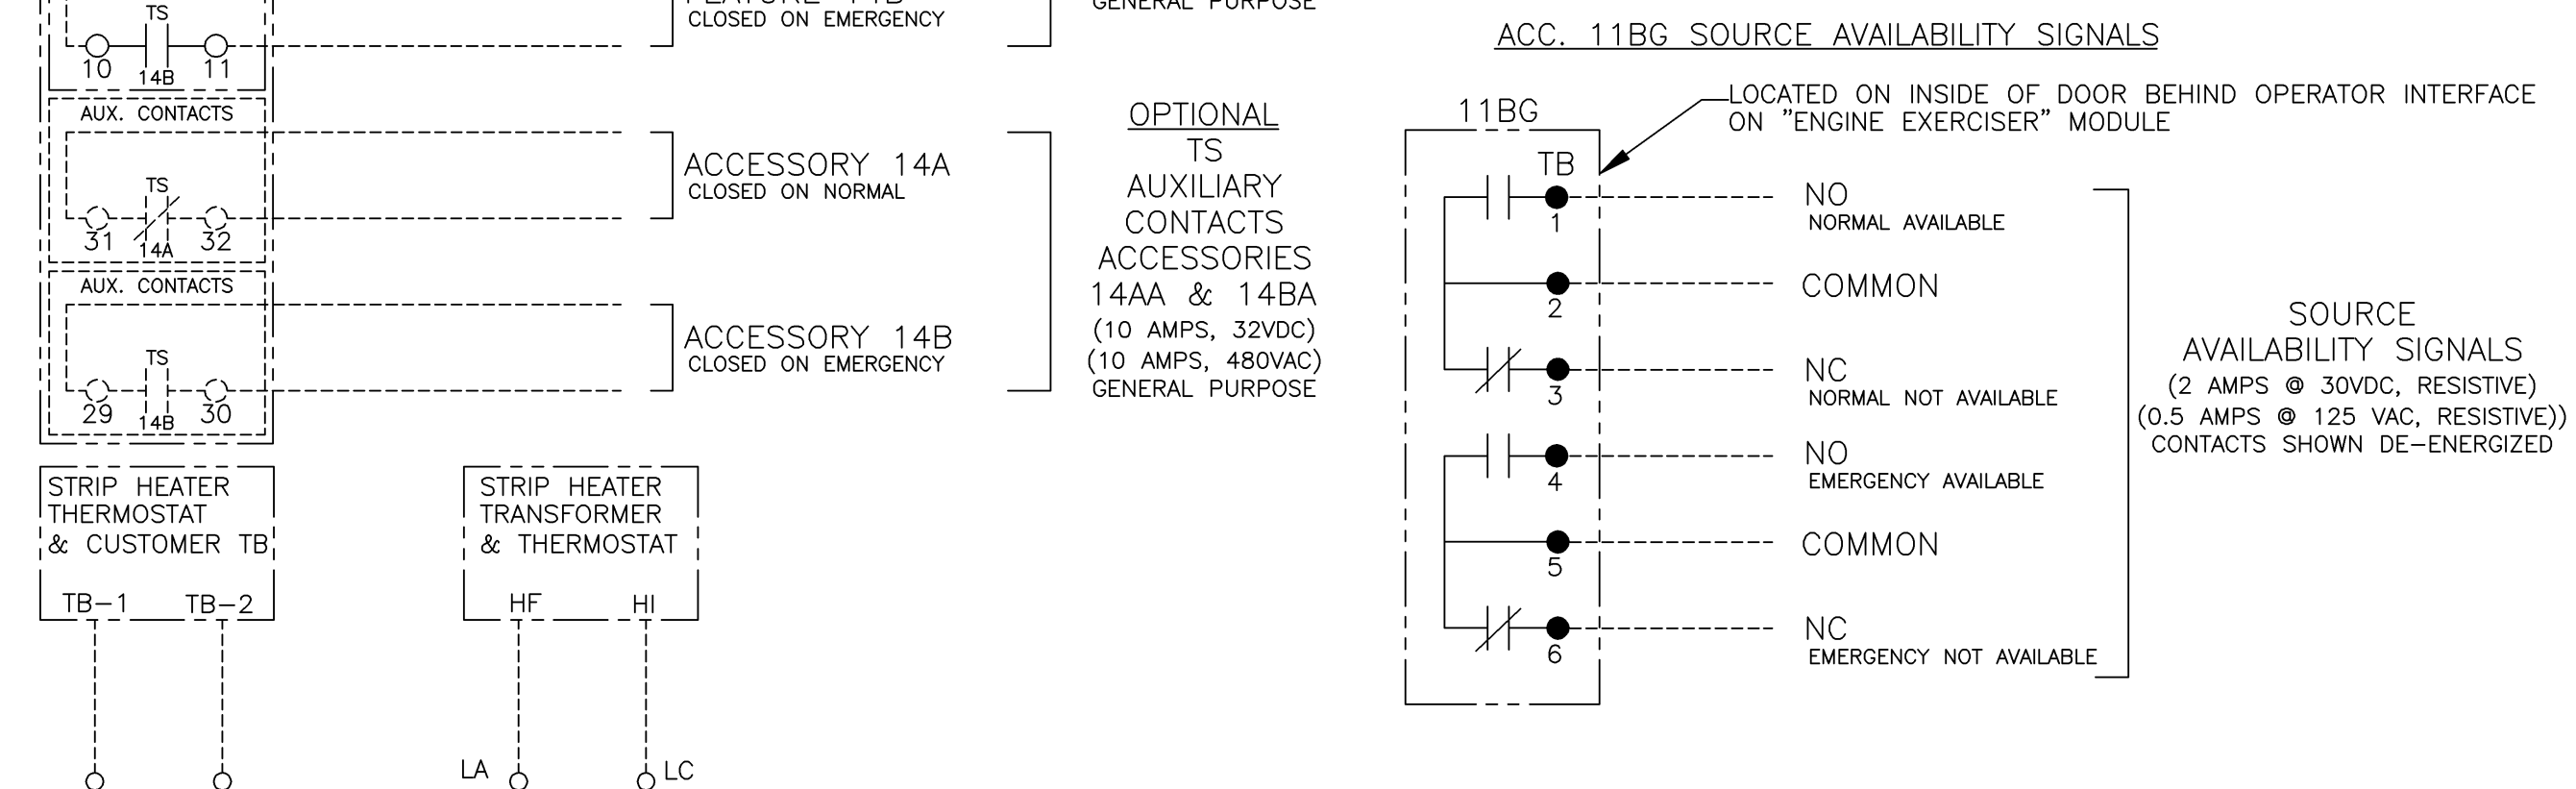 TS
10
11
14B
CLOSED ON EMERGENCY
AUX. CONTACTS
TS
31
32
14A
ACCESSORY 14A
CLOSED ON NORMAL
AUX. CONTACTS
TS
29
30
14B
ACCESSORY 14B
CLOSED ON EMERGENCY
GENERAL PURPOSE
OPTIONAL
TS
AUXILIARY
CONTACTS
ACCESSORIES
14AA & 14BA
(10 AMPS, 32VDC)
(10 AMPS, 480VAC)
GENERAL PURPOSE
STRIP HEATER
THERMOSTAT
& CUSTOMER TB
TB-1
TB-2
STRIP HEATER
TRANSFORMER
& THERMOSTAT
HF
HI
LA
LC
ACC. 11BG SOURCE AVAILABILITY SIGNALS
LOCATED ON INSIDE OF DOOR BEHIND OPERATOR INTERFACE
ON "ENGINE EXERCISER" MODULE
11BG
TB
1
NO
NORMAL AVAILABLE
2
COMMON
3
NC
NORMAL NOT AVAILABLE
4
NO
EMERGENCY AVAILABLE
5
COMMON
6
NC
EMERGENCY NOT AVAILABLE
SOURCE
AVAILABILITY SIGNALS
(2 AMPS @ 30VDC, RESISTIVE)
(0.5 AMPS @ 125 VAC, RESISTIVE))
CONTACTS SHOWN DE-ENERGIZED